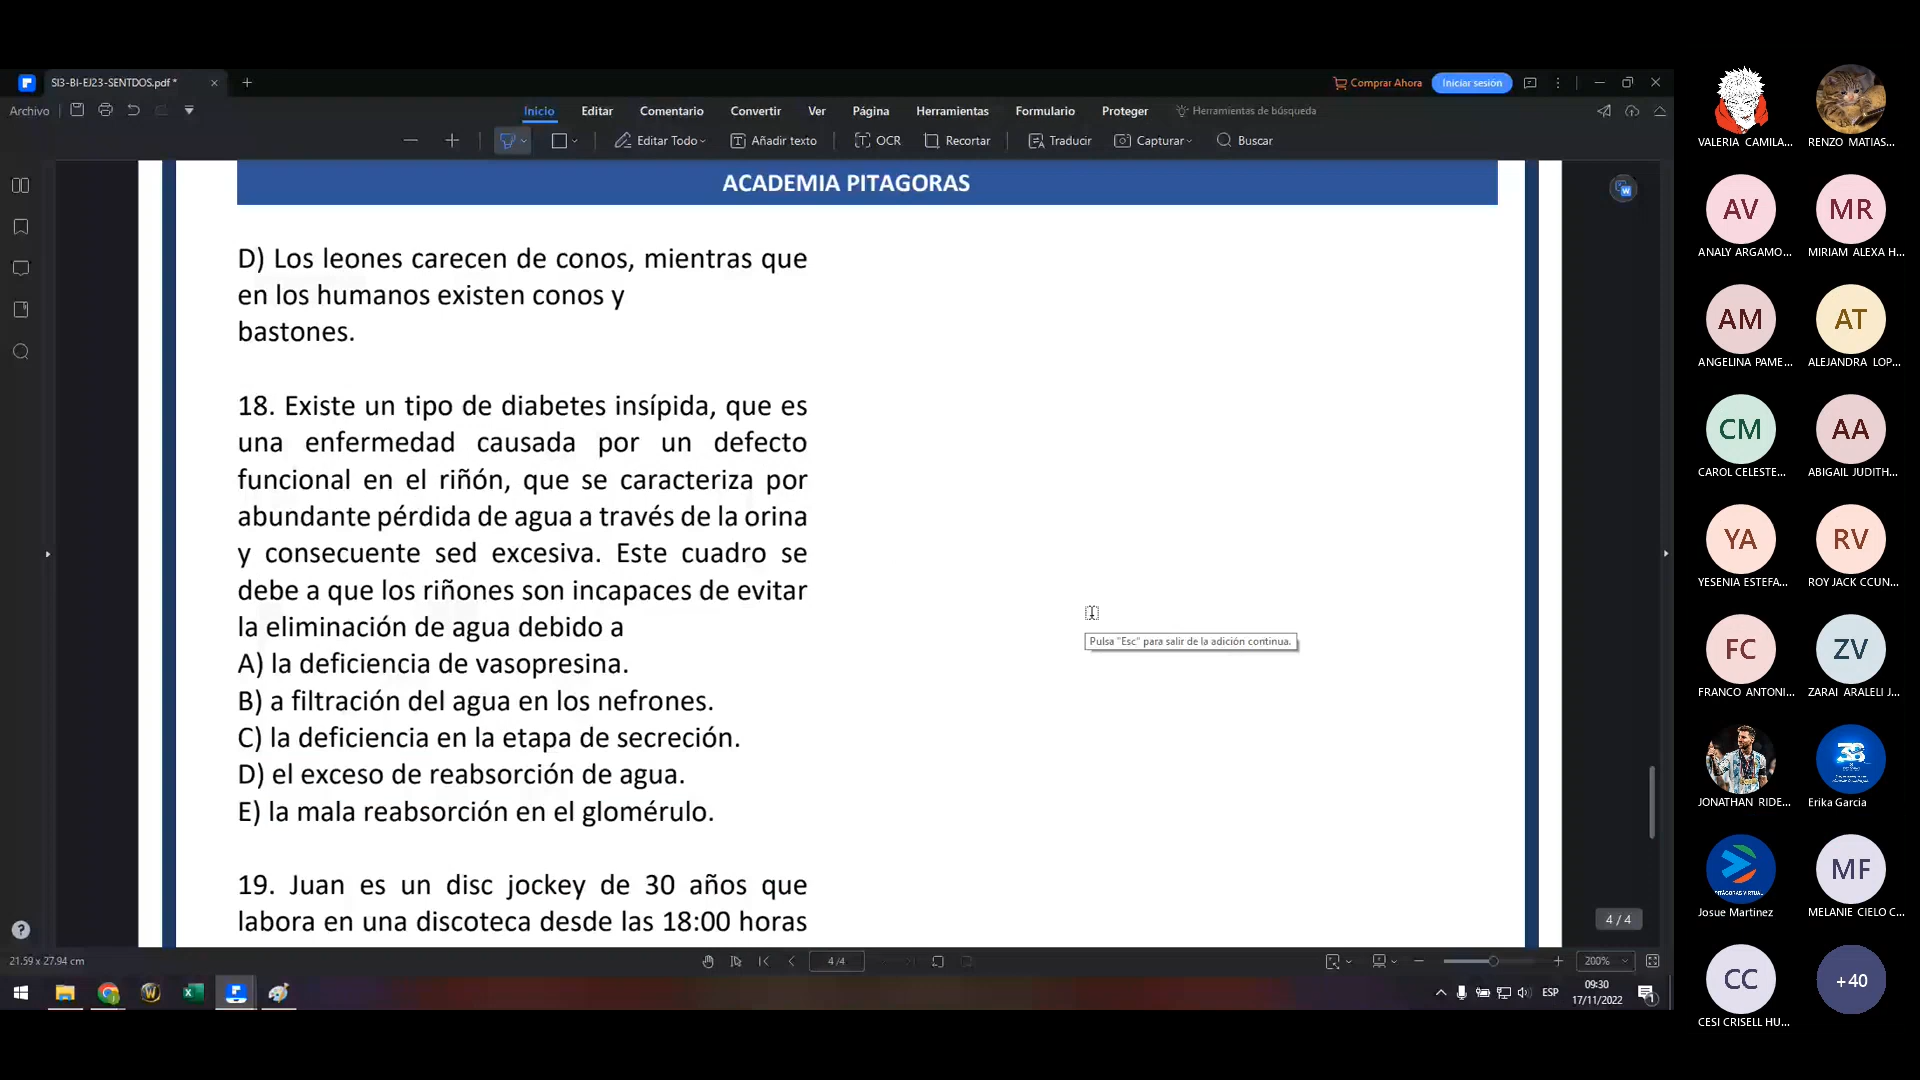 SI3-BI-EJ23-SENTDOS.pdf *
Comprar Ahora
Iniciar sesión
Archivo
Inicio
Editar
Comentario
Convertir
Ver
Página
Herramientas
Formulario
Proteger
Herramientas de búsqueda
Editar Todo
Añadir texto
OCR
Recortar
Traducir
Capturar
Buscar
ACADEMIA PITAGORAS
D) Los leones carecen de conos, mientras que
en los humanos existen conos y
bastones.
18. Existe un tipo de diabetes insípida, que es
una enfermedad causada por un defecto
funcional en el riñón, que se caracteriza por
abundante pérdida de agua a través de la orina
y consecuente sed excesiva. Este cuadro se
debe a que los riñones son incapaces de evitar
la eliminación de agua debido a
A) la deficiencia de vasopresina.
B) a filtración del agua en los nefrones.
C) la deficiencia en la etapa de secreción.
D) el exceso de reabsorción de agua.
E) la mala reabsorción en el glomérulo.
19. Juan es un disc jockey de 30 años que
labora en una discoteca desde las 18:00 horas
Pulsa "Esc" para salir de la adición continua.
4 / 4
21.59 x 27.94 cm
4 /4
200%
ESP
09:30
17/11/2022
VALERIA CAMILA...
RENZO MATIAS...
AV
ANALY ARGAMO...
MR
MIRIAM ALEXA H...
AM
ANGELINA PAME...
AT
ALEJANDRA LOP...
CM
CAROL CELESTE...
AA
ABIGAIL JUDITH...
YA
YESENIA ESTEFA...
RV
ROY JACK CCUN...
FC
FRANCO ANTONI...
ZV
ZARAI ARALELI J...
JONATHAN RIDE...
38
Erika Garcia
PITÁGORAS VIRTUAL
Josue Martinez
MF
MELANIE CIELO C...
CC
CESI CRISELL HU...
+40